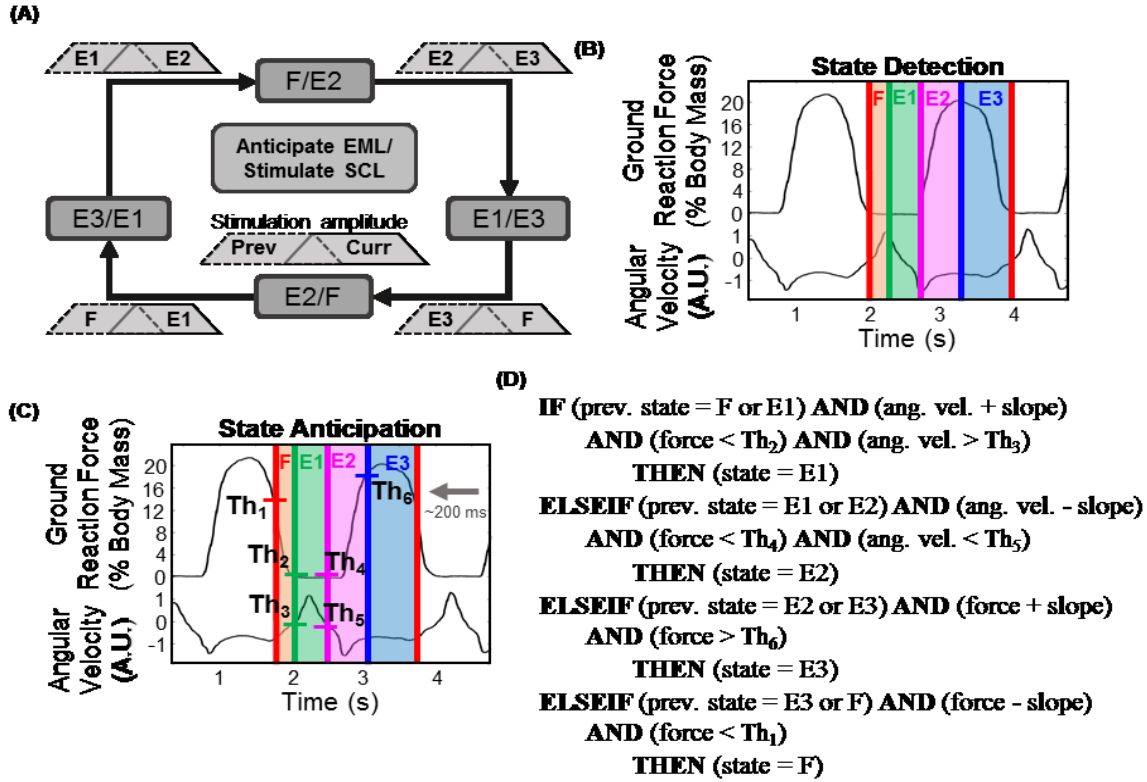 (A)
E1 E2
F/E2
E2 E3
Anticipate EML/
Stimulate SCL
E3/E1
E1/E3
Stimulation amplitude
Prev Curr
E2/F
F E1
E3 F
(B)
State Detection
Ground
Reaction Force
(% Body Mass)
20
16
12
8
4
0
F E1 E2 E3
Angular
Velocity
(A.U.)
1
0
-1
1 2 3 4
Time (s)
(C)
State Anticipation
Ground
Reaction Force
(% Body Mass)
20
16
12
8
4
0
F E1 E2 E3
Th1
Th6
~200 ms
Th2
Th4
Th3
Th5
Angular
Velocity
(A.U.)
1
0
-1
1 2 3 4
Time (s)
(D)
IF (prev. state = F or E1) AND (ang. vel. + slope)
AND (force < Th2) AND (ang. vel. > Th3)
THEN (state = E1)
ELSEIF (prev. state = E1 or E2) AND (ang. vel. - slope)
AND (force < Th4) AND (ang. vel. < Th5)
THEN (state = E2)
ELSEIF (prev. state = E2 or E3) AND (force + slope)
AND (force > Th6)
THEN (state = E3)
ELSEIF (prev. state = E3 or F) AND (force - slope)
AND (force < Th1)
THEN (state = F)